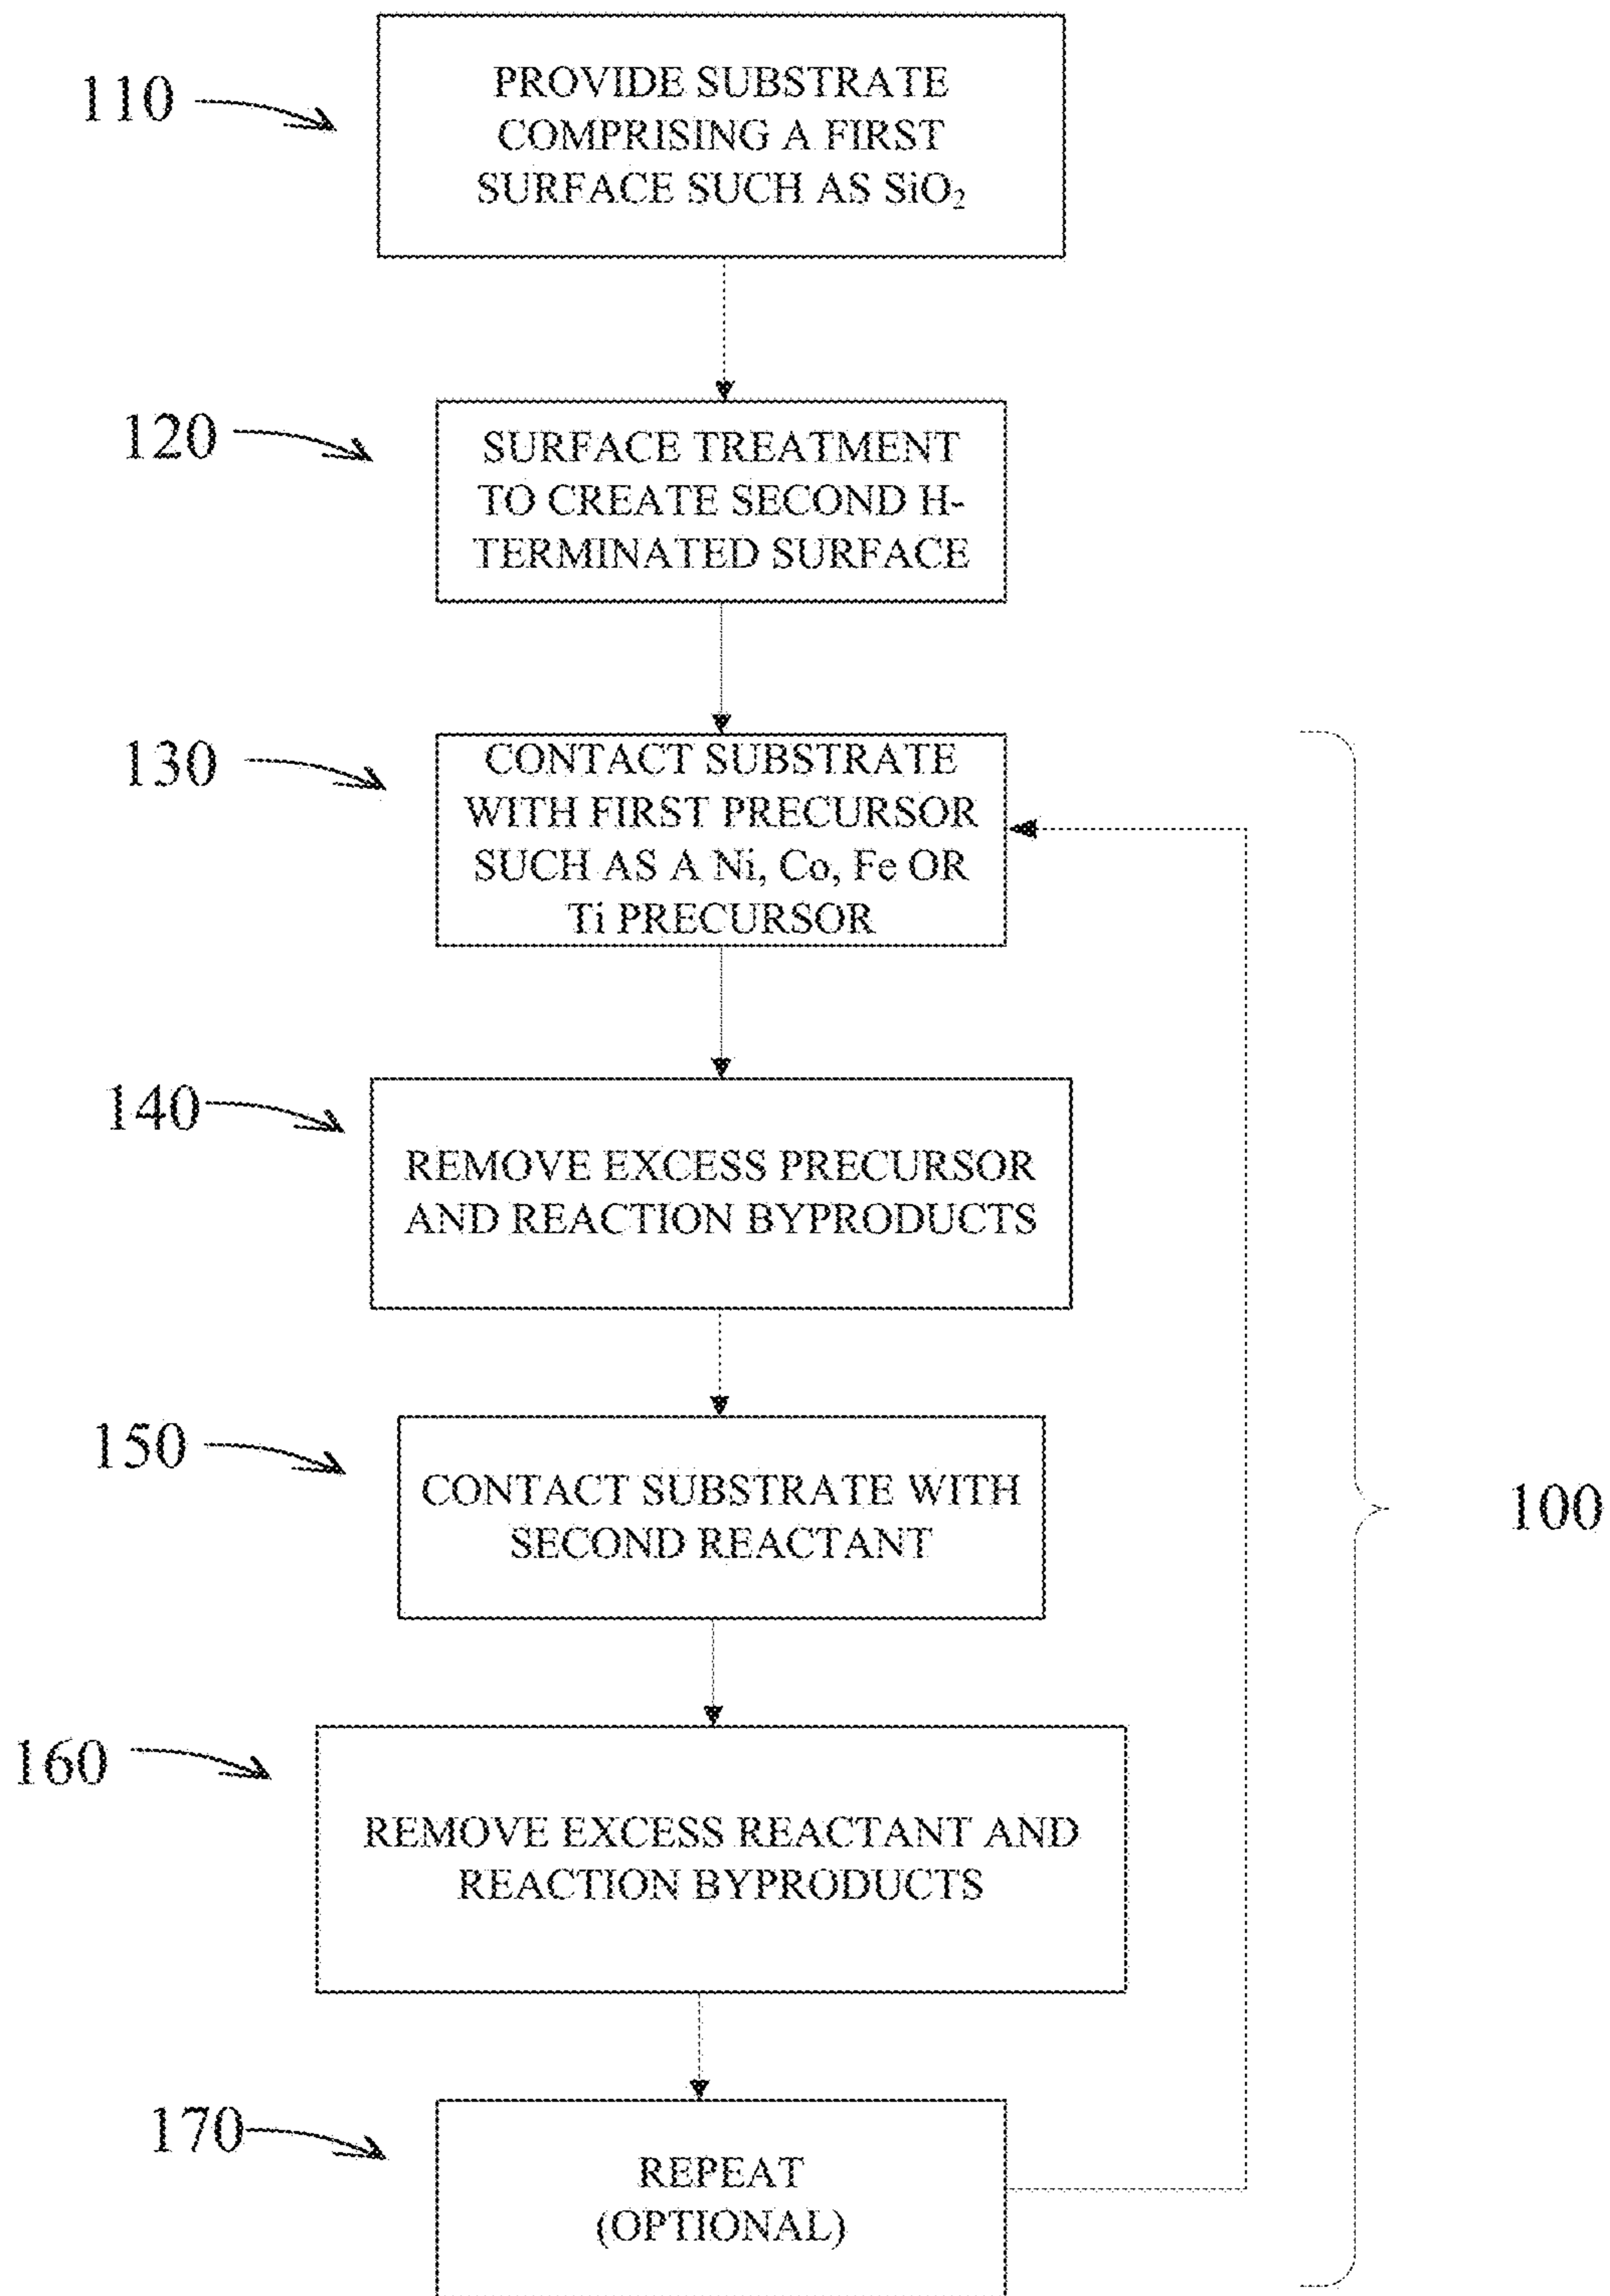 110
PROVIDE SUBSTRATE
COMPRISING A FIRST
SURFACE SUCH AS SiO₂
120
SURFACE TREATMENT
TO CREATE SECOND H-
TERMINATED SURFACE
130
CONTACT SUBSTRATE
WITH FIRST PRECURSOR
SUCH AS A Ni, Co, Fe OR
Ti PRECURSOR
140
REMOVE EXCESS PRECURSOR
AND REACTION BYPRODUCTS
150
CONTACT SUBSTRATE WITH
SECOND REACTANT
100
160
REMOVE EXCESS REACTANT AND
REACTION BYPRODUCTS
170
REPEAT
(OPTIONAL)